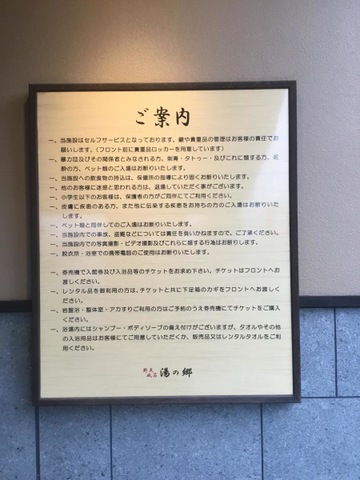 ご案内
一、当施設はセルフサービスとなっております。鍵や貴重品の管理はお客様の責任でお
願いします。(フロント前に貴重品ロッカーを用意しています)
一、暴力団及びその関係者とみなされる方、刺青・タトゥー・及びこれに類する方、泥
酔の方、ペット類のご入場はお断りいたします。
一、当施設への飲食物の持込は、保健所の指導により固くお断りいたします。
一、他のお客様に迷惑と思われる方は、退場していただく事がございます。
一、小学生以下のお客様は、保護者の方がご同伴にてご利用ください。
一、皮膚に疾患のある方、また他に伝染する疾患をお持ちの方のご入場はお断りいた
します。
一、ペット類と同伴してのご入場はお断りいたします。
一、当施設内での事故、盗難などについては責任を負いかねますので、ご了承ください。
一、当施設内での写真撮影・ビデオ撮影及びこれらに類する行為はお断りします。
一、脱衣所・浴室での携帯電話のご使用はお断りいたします。
一、券売機で入館券及び入浴品等のチケットをお求め下さい。チケットはフロントへお
渡しください。
一、レンタル品を御利用の方は、チケットと共に下足箱のカギをフロントへお渡しくだ
さい。
一、岩盤浴・整体室・アカすりご利用の方はご予約のうえ券売機にてチケットをご購入
ください。
一、浴場内にはシャンプー・ボディソープの備え付けがございますが、タオルやその他
の入浴用品はお客様にてご用意していただくか、販売品又はレンタルタオルをご利
用ください。
湯の郷